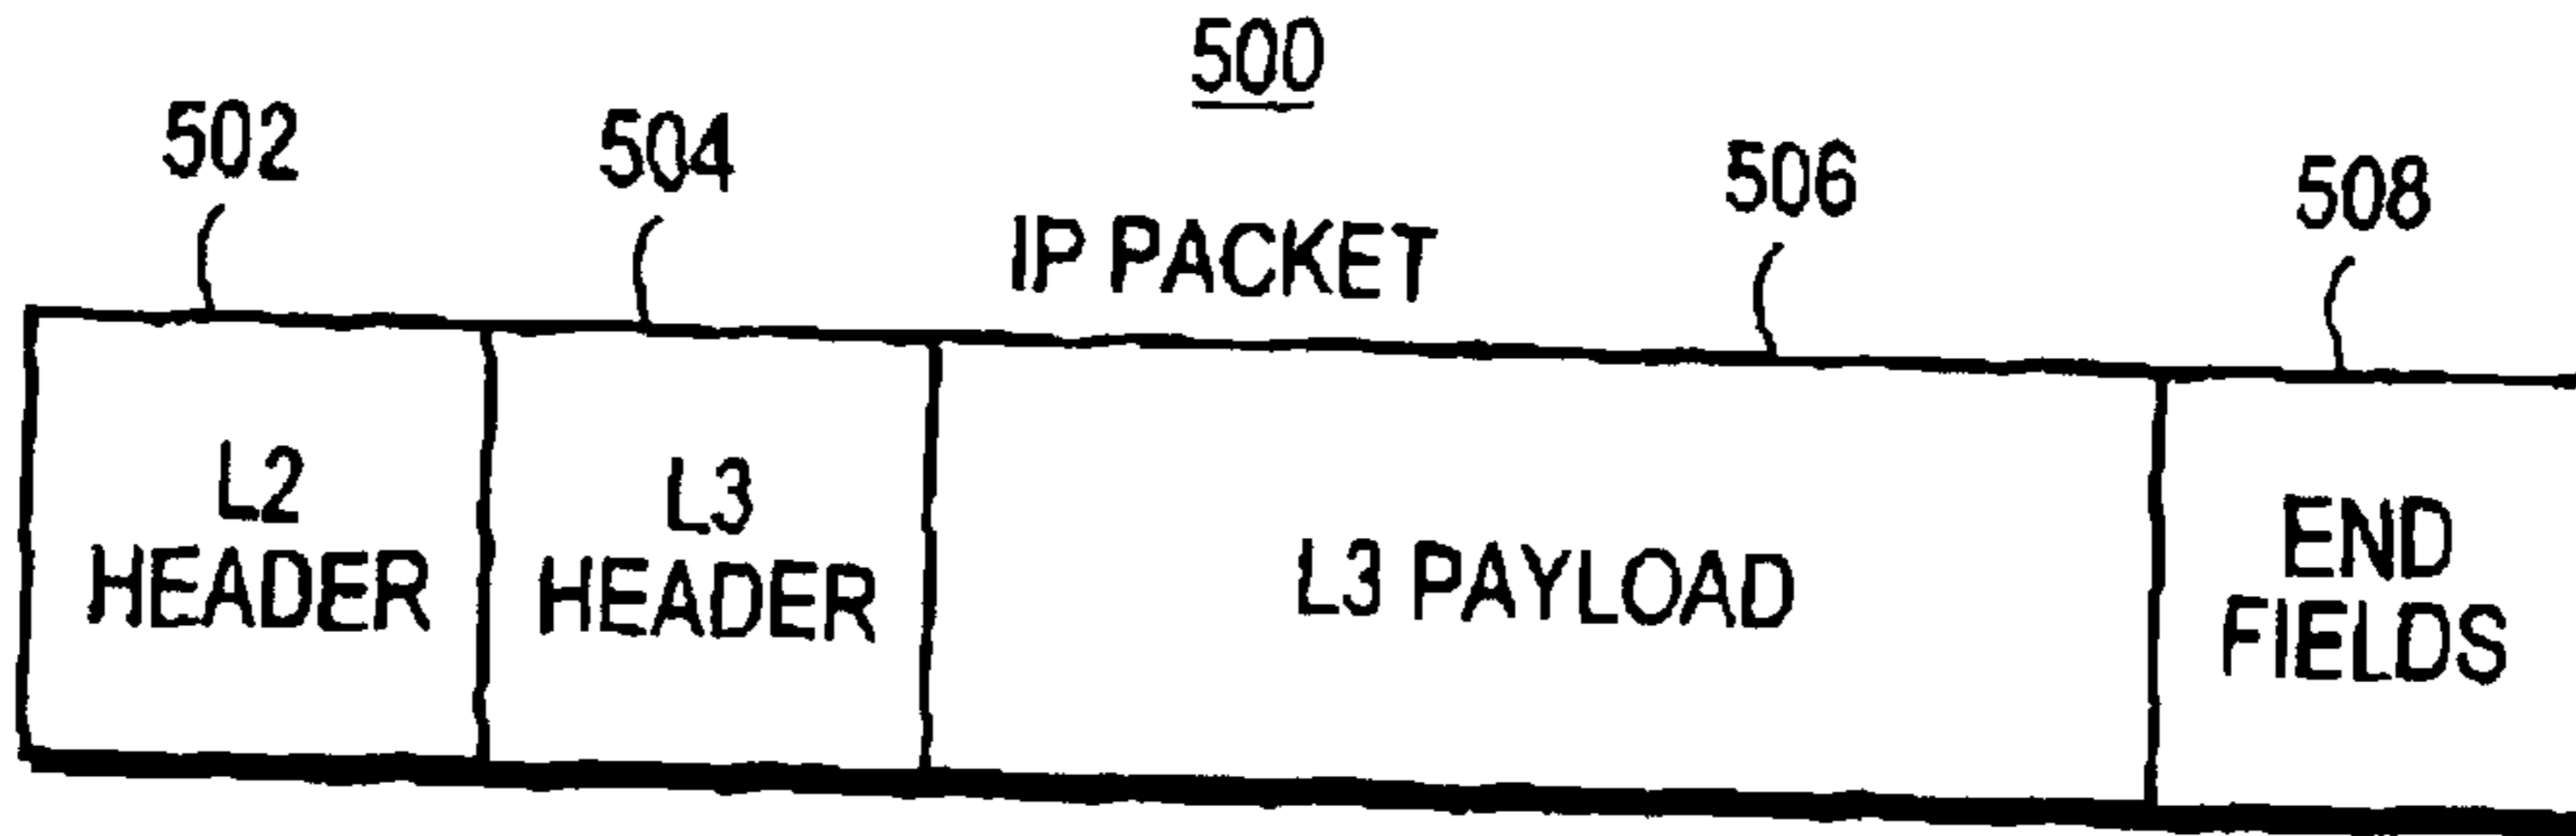 500
502
504
506
508
IP PACKET
L2
HEADER
L3
HEADER
L3 PAYLOAD
END
FIELDS